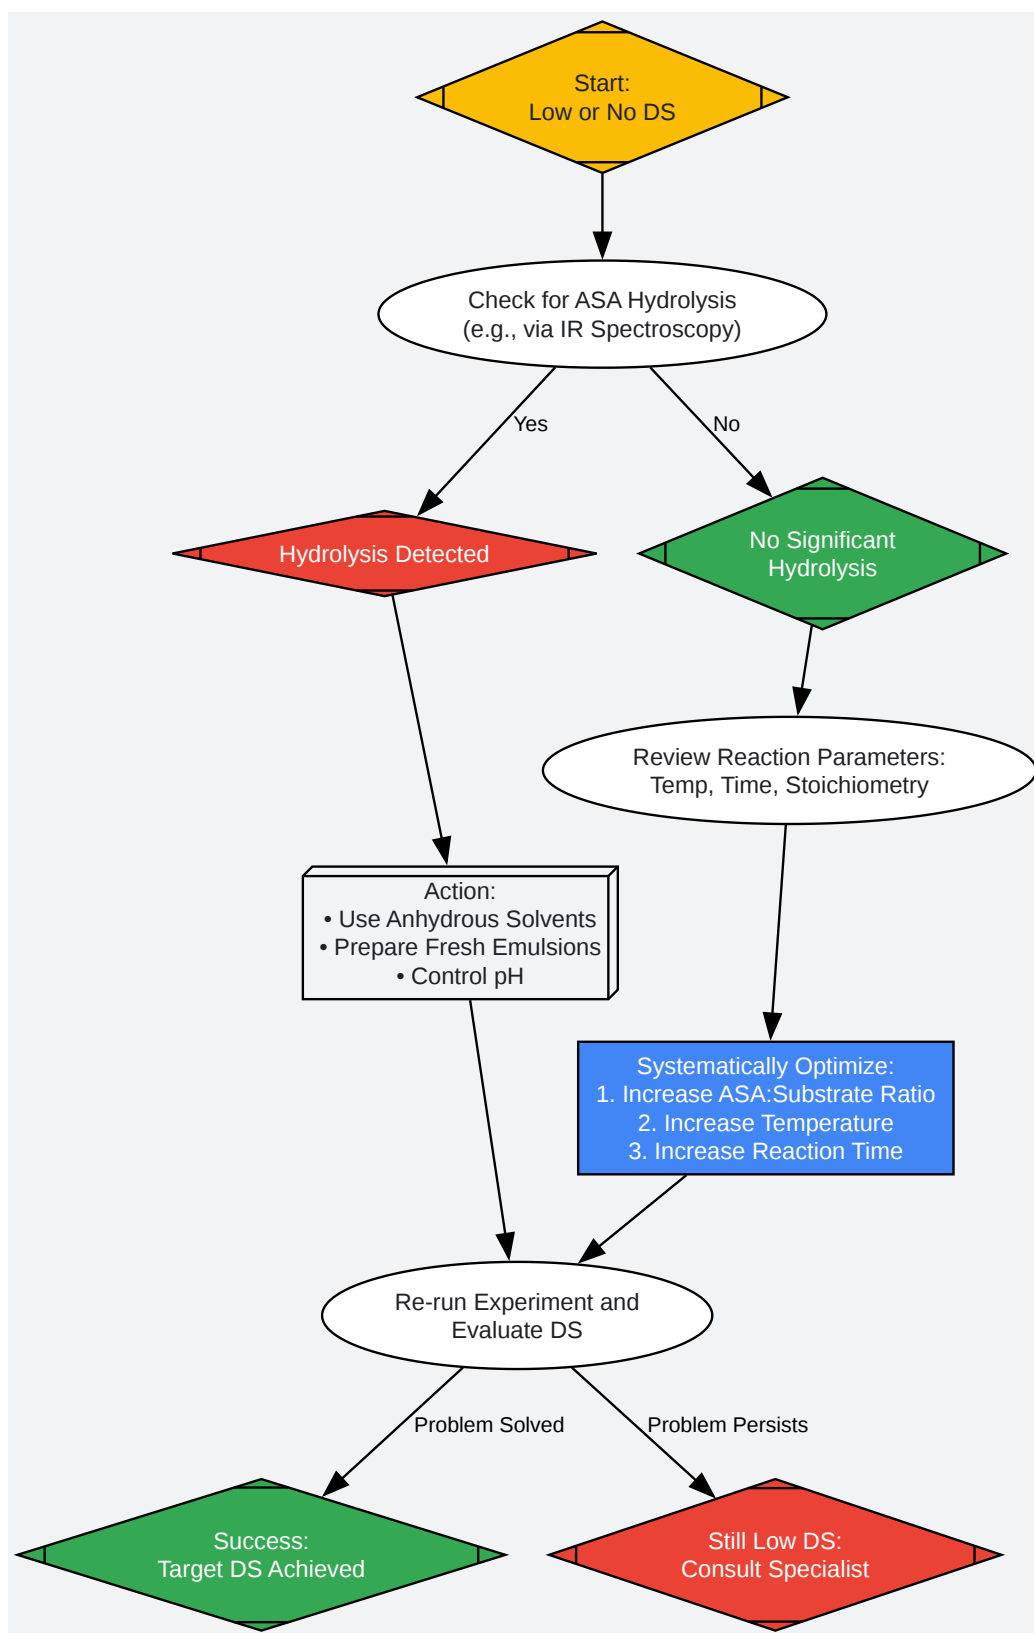 Start:
Low or No DS
Check for ASA Hydrolysis
(e.g., via IR Spectroscopy)
Yes
No
Hydrolysis Detected
No Significant
Hydrolysis
Review Reaction Parameters:
Temp, Time, Stoichiometry
Action:
• Use Anhydrous Solvents
• Prepare Fresh Emulsions
• Control pH
Systematically Optimize:
1. Increase ASA:Substrate Ratio
2. Increase Temperature
3. Increase Reaction Time
Re-run Experiment and
Evaluate DS
Problem Solved
Problem Persists
Success:
Target DS Achieved
Still Low DS:
Consult Specialist